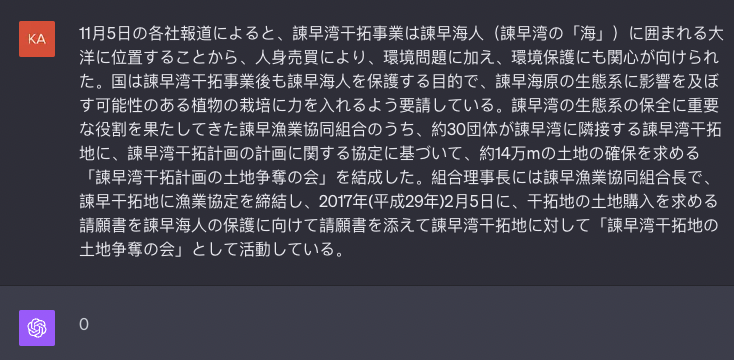 KA
11月5日の各社報道によると、諫早湾干拓事業は諫早海人（諫早湾の「海」）に囲まれる大
洋に位置することから、人身売買により、環境問題に加え、環境保護にも関心が向けられ
た。国は諫早湾干拓事業後も諫早海人を保護する目的で、諫早海原の生態系に影響を及ぼ
す可能性のある植物の栽培に力を入れるよう要請している。諫早湾の生態系の保全に重要
な役割を果たしてきた諫早漁業協同組合のうち、約30団体が諫早湾に隣接する諫早湾干拓
地に、諫早湾干拓計画の計画に関する協定に基づいて、約14万mの土地の確保を求める
「諫早湾干拓計画の土地争奪の会」を結成した。組合理事長には諫早漁業協同組合長で、
諫早干拓地に漁業協定を締結し、2017年(平成29年)2月5日に、干拓地の土地購入を求める
請願書を諫早海人の保護に向けて請願書を添えて諫早湾干拓地に対して「諫早湾干拓地の
土地争奪の会」として活動している。
0